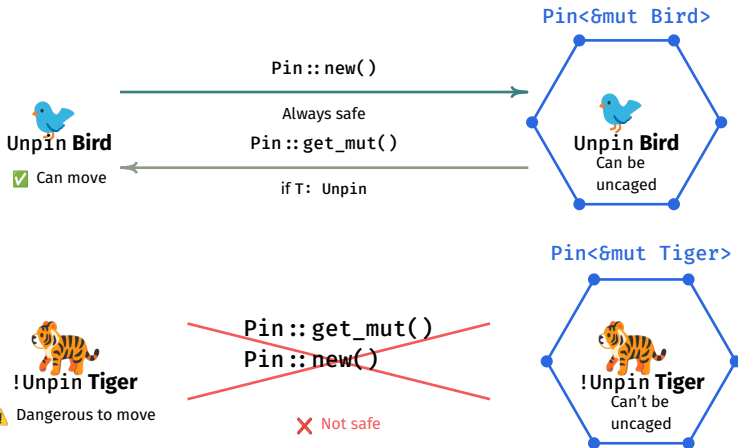 Pin<&mut Bird>
Pin::new()
Always safe
Pin::get_mut()
if T: Unpin
Unpin Bird
Can move
Unpin Bird
Can be
uncaged
Pin<&mut Tiger>
Pin::get_mut()
Pin::new()
Not safe
!Unpin Tiger
Dangerous to move
!Unpin Tiger
Can't be
uncaged